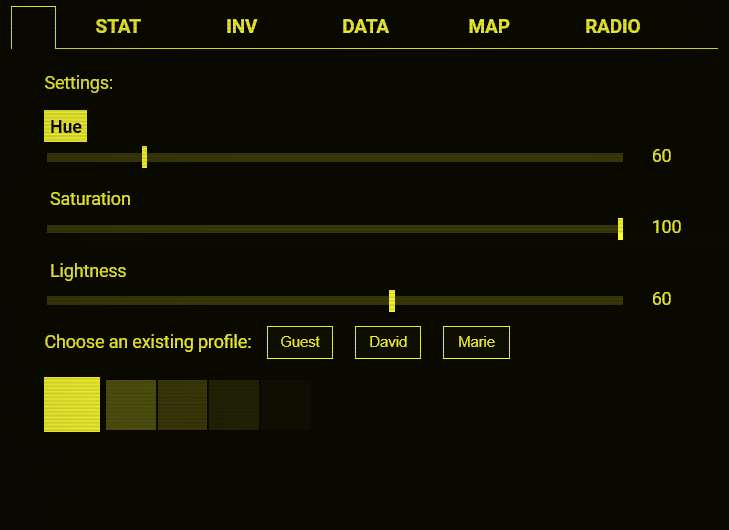 STAT INV DATA MAP RADIO
Settings:
Hue
60
Saturation
100
Lightness
60
Choose an existing profile: Guest David Marie